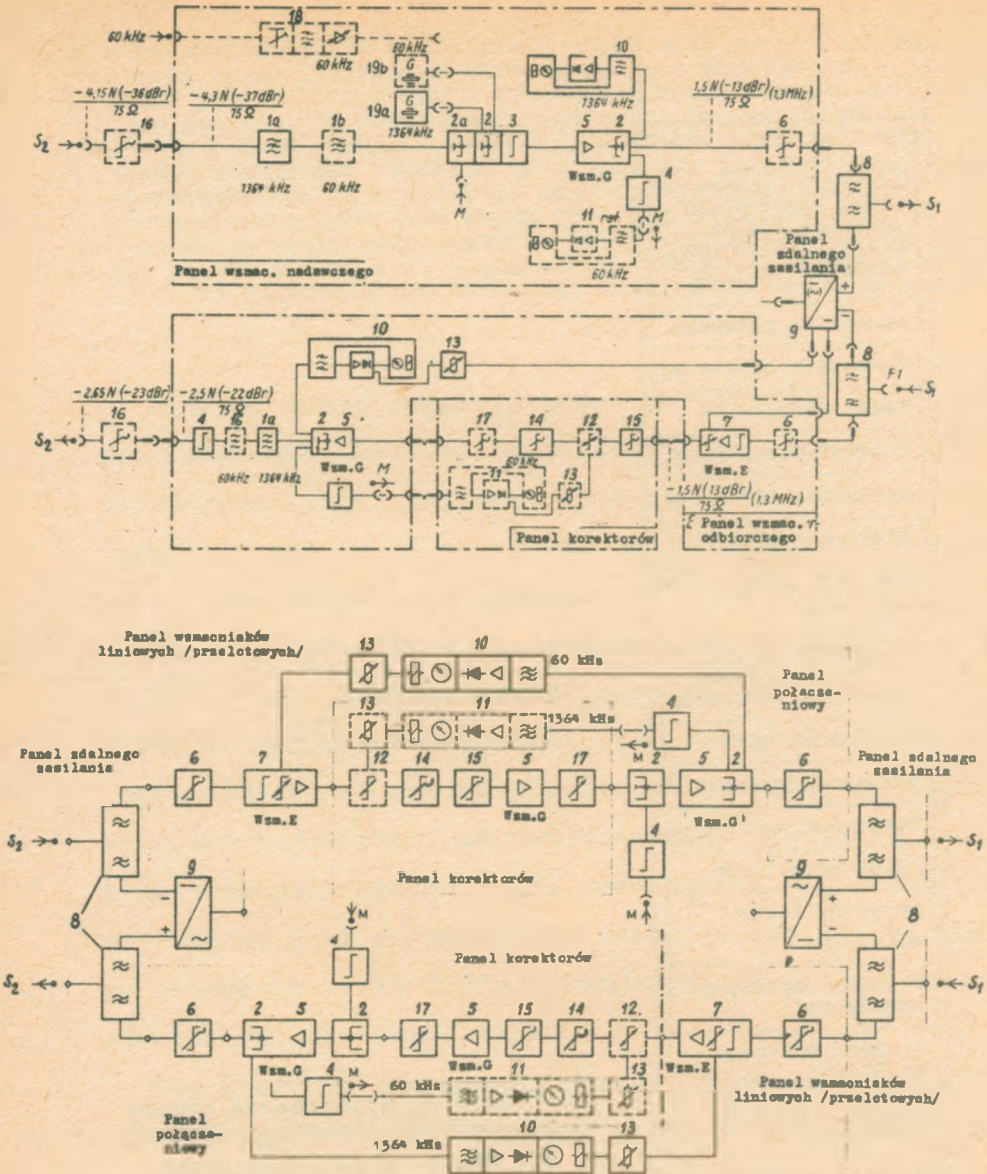 60 kHz
18
60 kHz
60 kHz
19b
G
19a
G
1364 kHz
10
1364 kHz
-4,15 N (-36 dBr)
75 Ω
-4,3 N (-37 dBr)
75 Ω
1,5 N (-13 dBr) (1,3 MHz)
75 Ω
S2
16
1a
1b
2a
2
3
5
2
6
8
1364 kHz
60 kHz
M
Wzm.G
4
11
M
60 kHz
S1
Panel wzmac. nadawczego
Panel
zdalnego
zasilania
(~)
+
-
9
10
13
8
F1
S1
-2,65 N (-23 dBr)
-2,5 N (-22 dBr)
75 Ω
S2
16
4
1a
2
5
17
14
12
15
7
6
60 kHz
1364 kHz
Wzm.G
M
60 kHz
11
13
Wzm.E
-1,5 N (13 dBr) (1,3 MHz)
75 Ω
Panel korektorów
Panel wzmac.
odbiorczego
Panel wzmacniaków
liniowych /przelotowych/
13
10
60 kHz
Panel
połącze-
niowy
13
11
1364 kHz
4
M
Panel zdalnego
zasilania
6
7
12
14
15
5
17
2
5
2
6
Panel zdalnego
zasilania
Wzm.E
Wzm.G
Wzm.G
S2
4
S1
9
Panel korektorów
9
-
+
+
-
8
M
M
8
4
Panel korektorów
S2
S1
6
2
5
2
17
5
15
14
12
7
6
Wzm.G
4
M
60 kHz
11
Wzm.G
13
Wzm.E
Panel wzmacniaków
liniowych /przelotowych/
Panel
połącze-
niowy
1364 kHz
10
13